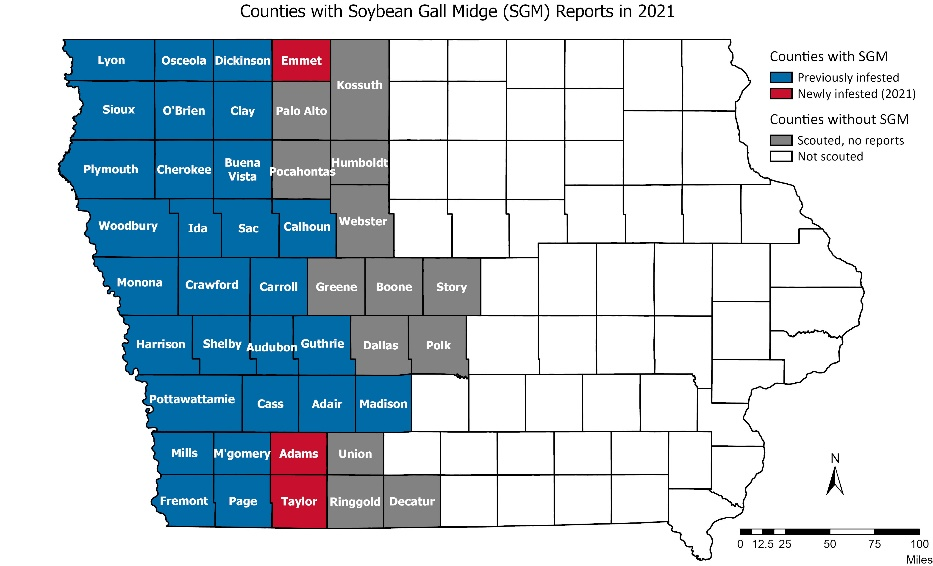 Counties with Soybean Gall Midge (SGM) Reports in 2021
Lyon
Osceola
Dickinson
Emmet
Kossuth
Sioux
O'Brien
Clay
Palo Alto
Plymouth
Cherokee
Buena
Vista
Pocahontas
Humboldt
Woodbury
Ida
Sac
Calhoun
Webster
Monona
Crawford
Carroll
Greene
Boone
Story
Harrison
Shelby
Audubon
Guthrie
Dallas
Polk
Pottawattamie
Cass
Adair
Madison
Mills
M'gomery
Adams
Union
Fremont
Page
Taylor
Ringgold
Decatur
Counties with SGM
Previously infested
Newly infested (2021)
Counties without SGM
Scouted, no reports
Not scouted
N
0 12.5 25 50 75 100
Miles